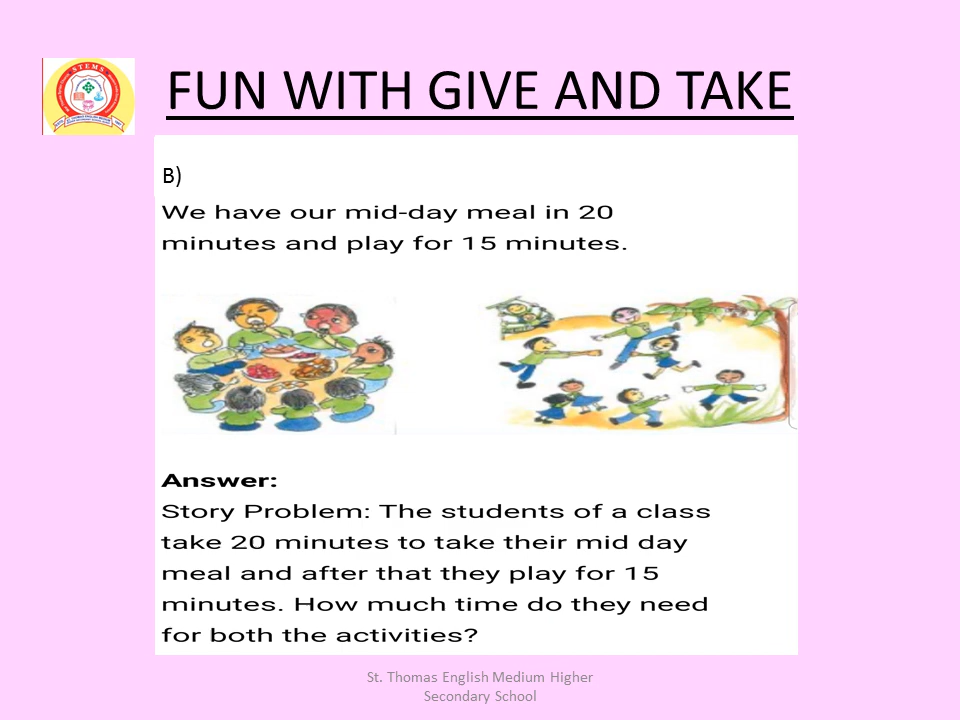 STEMS
FUN WITH GIVE AND TAKE
B)
We have our mid-day meal in 20
minutes and play for 15 minutes.
Answer:
Story Problem: The students of a class
take 20 minutes to take their mid day
meal and after that they play for 15
minutes. How much time do they need
for both the activities?
St. Thomas English Medium Higher
Secondary School